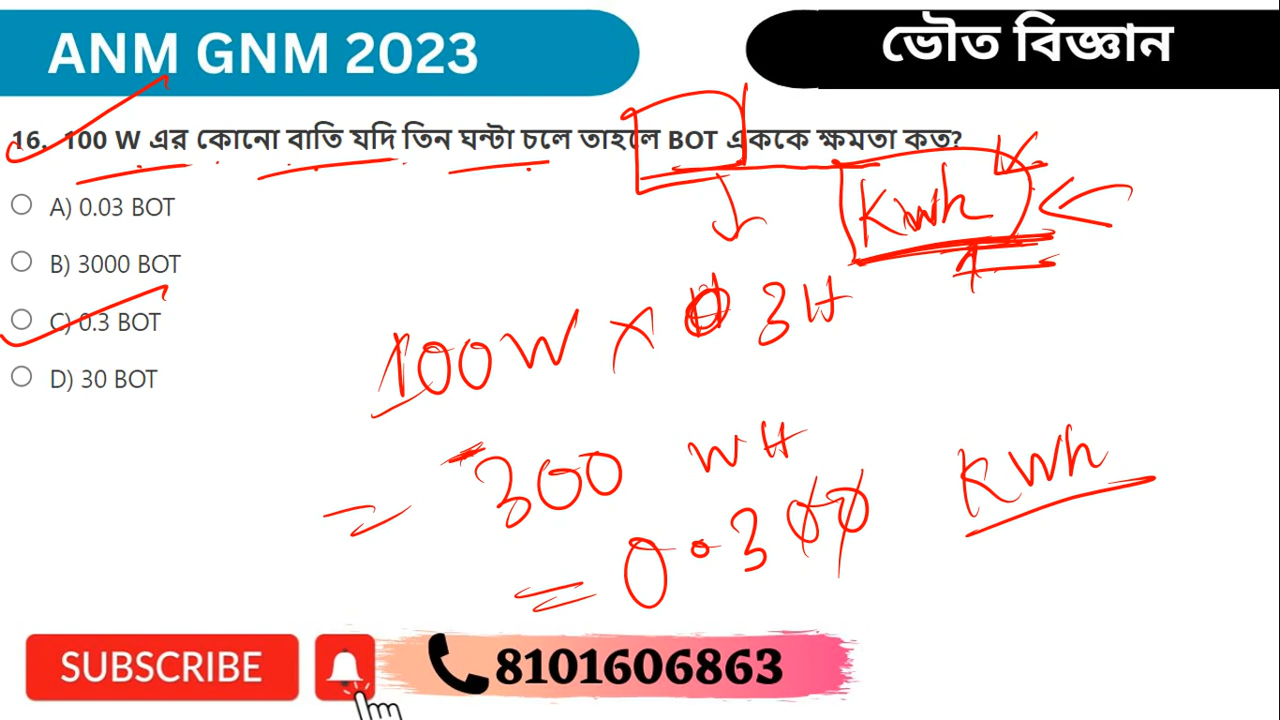 ANM GNM 2023
ভৌত বিজ্ঞান
16. 100 W এর কোনো বাতি যদি তিন ঘন্টা চলে তাহলে BOT এককে ক্ষমতা কত?
A) 0.03 BOT
Kwh
B) 3000 BOT
C) 0.3 BOT
100W × 3H
D) 30 BOT
= 300 WH
= 0.300 Kwh
SUBSCRIBE
8101606863